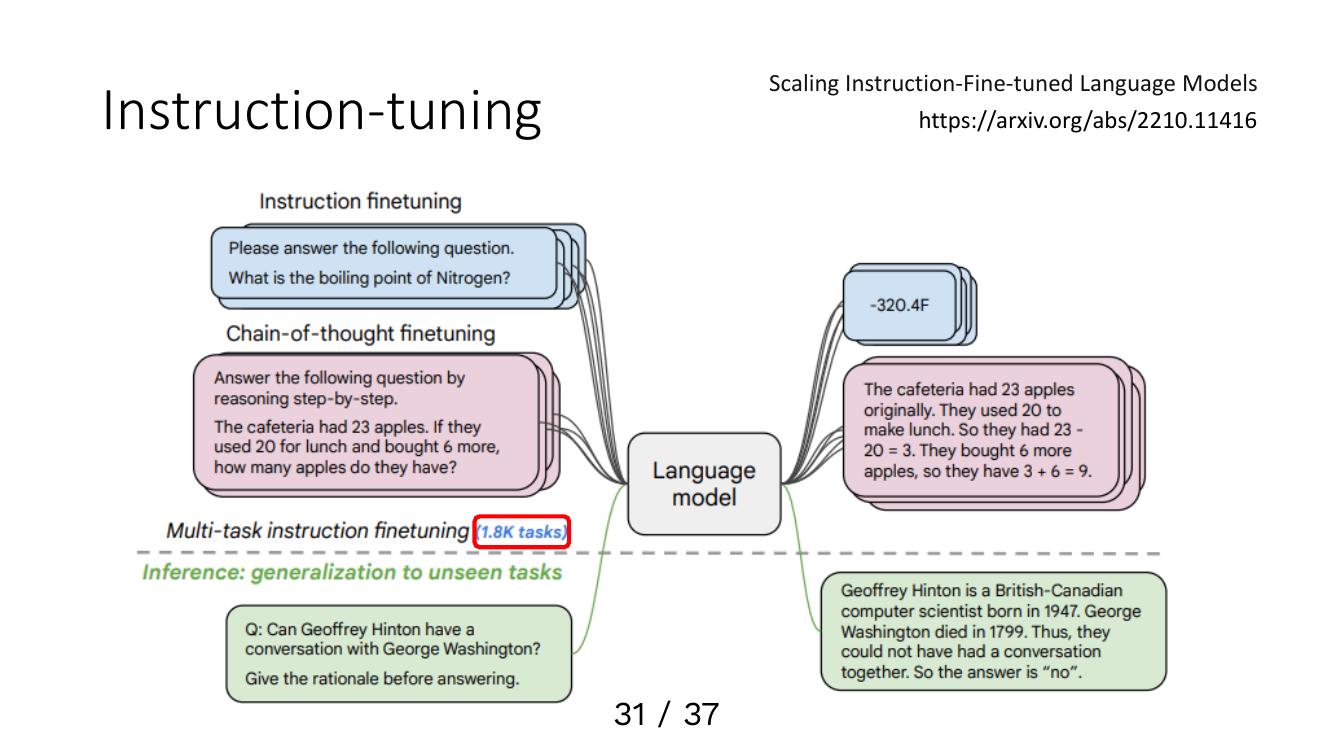 Instruction-tuning
Scaling Instruction-Fine-tuned Language Models
https://arxiv.org/abs/2210.11416
Instruction finetuning
Please answer the following question.
What is the boiling point of Nitrogen?
Chain-of-thought finetuning
Answer the following question by
reasoning step-by-step.
The cafeteria had 23 apples. If they
used 20 for lunch and bought 6 more,
how many apples do they have?
Multi-task instruction finetuning (1.8K tasks)
Inference: generalization to unseen tasks
Q: Can Geoffrey Hinton have a
conversation with George Washington?
Give the rationale before answering.
Language
model
-320.4F
The cafeteria had 23 apples
originally. They used 20 to
make lunch. So they had 23 -
20 = 3. They bought 6 more
apples, so they have 3 + 6 = 9.
Geoffrey Hinton is a British-Canadian
computer scientist born in 1947. George
Washington died in 1799. Thus, they
could not have had a conversation
together. So the answer is “no”.
31 / 37